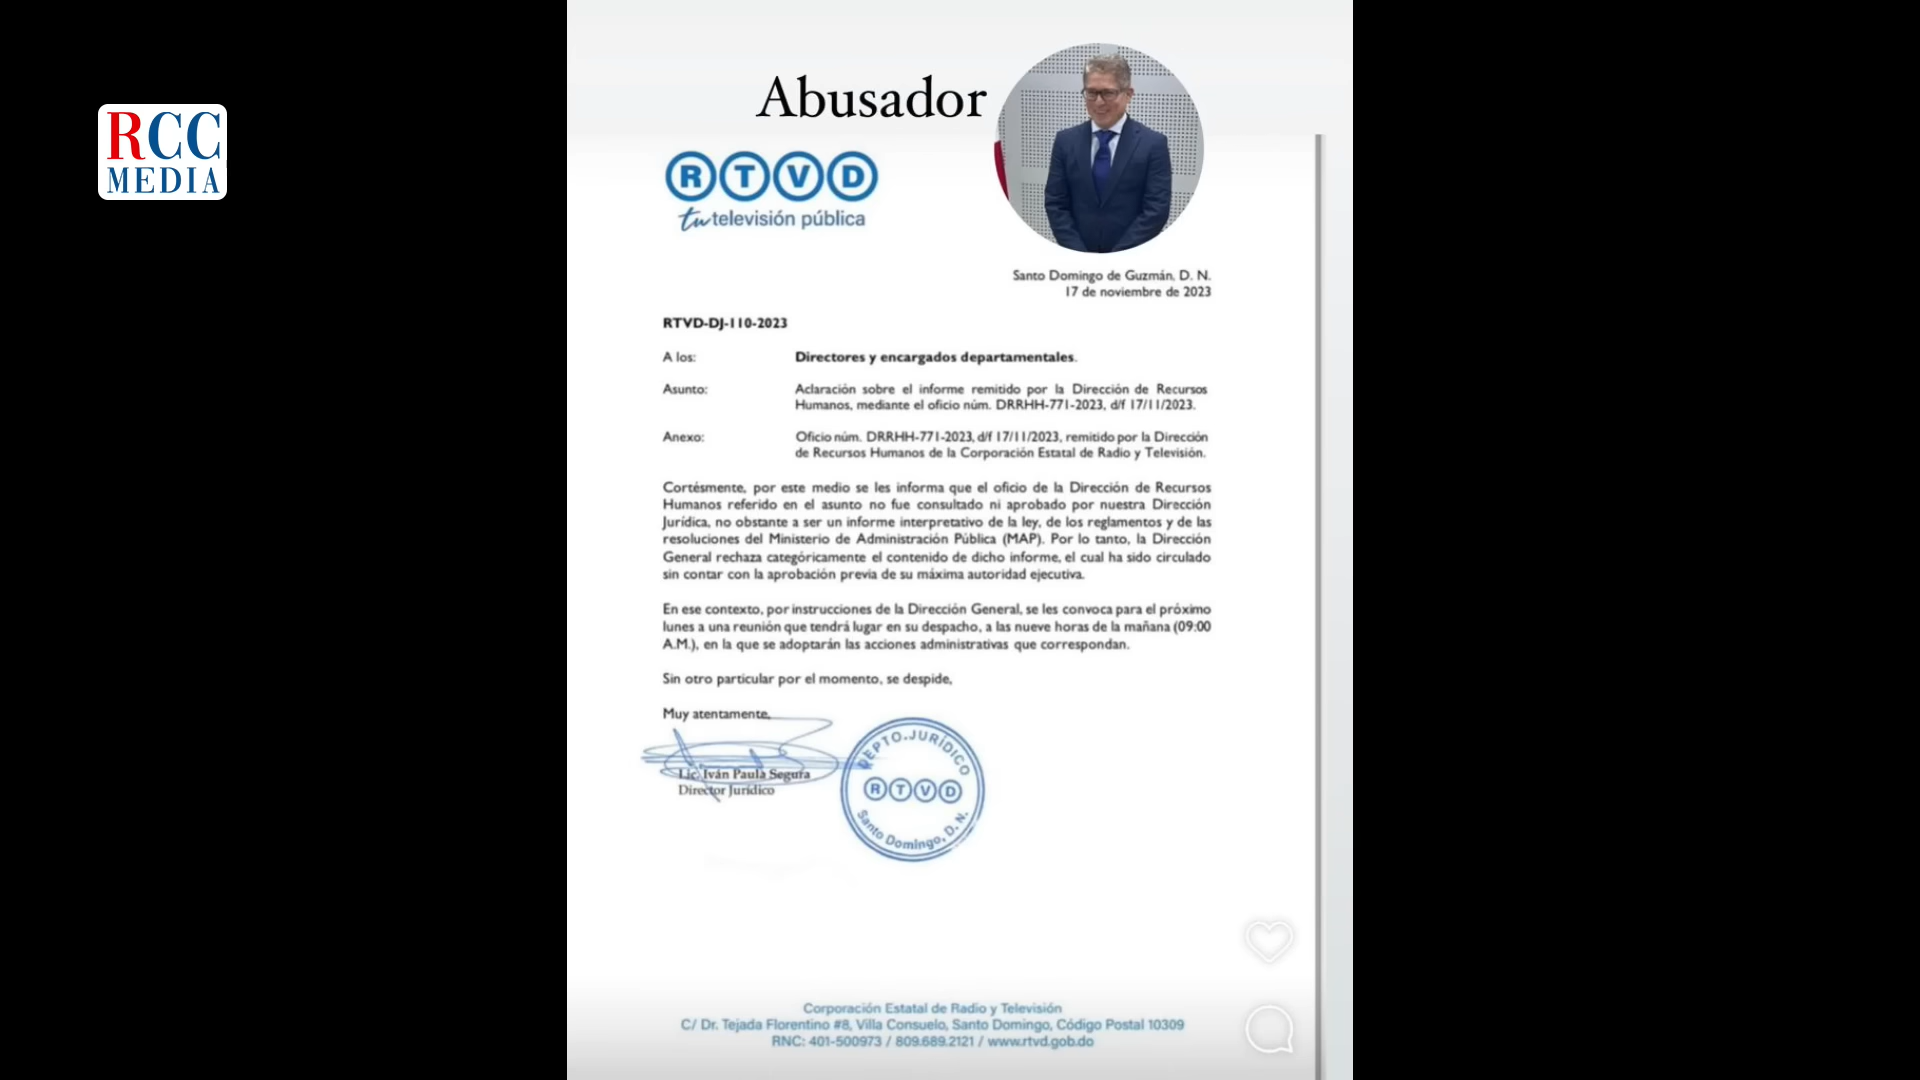 RCC
MEDIA
Abusador
RTVD
tu televisión pública
Santo Domingo de Guzmán, D. N.
17 de noviembre de 2023
RTVD-DJ-110-2023
A los: Directores y encargados departamentales.
Asunto: Aclaración sobre el informe remitido por la Dirección de Recursos
Humanos, mediante el oficio núm. DRRHH-771-2023, d/f 17/11/2023.
Anexo: Oficio núm. DRRHH-771-2023, d/f 17/11/2023, remitido por la Dirección
de Recursos Humanos de la Corporación Estatal de Radio y Televisión.
Cortésmente, por este medio se les informa que el oficio de la Dirección de Recursos
Humanos referido en el asunto no fue consultado ni aprobado por nuestra Dirección
Jurídica, no obstante a ser un informe interpretativo de la ley, de los reglamentos y de las
resoluciones del Ministerio de Administración Pública (MAP). Por lo tanto, la Dirección
General rechaza categóricamente el contenido de dicho informe, el cual ha sido circulado
sin contar con la aprobación previa de su máxima autoridad ejecutiva.
En ese contexto, por instrucciones de la Dirección General, se les convoca para el próximo
lunes a una reunión que tendrá lugar en su despacho, a las nueve horas de la mañana (09:00
A.M.), en la que se adoptarán las acciones administrativas que correspondan.
Sin otro particular por el momento, se despide,
Muy atentamente,
Lic. Iván Paula Segura
Director Jurídico
DEPTO. JURÍDICO
RTVD
Santo Domingo, D. N.
Corporación Estatal de Radio y Televisión
C/ Dr. Tejada Florentino #8, Villa Consuelo, Santo Domingo, Código Postal 10309
RNC: 401-500973 / 809.689.2121 / www.rtvd.gob.do